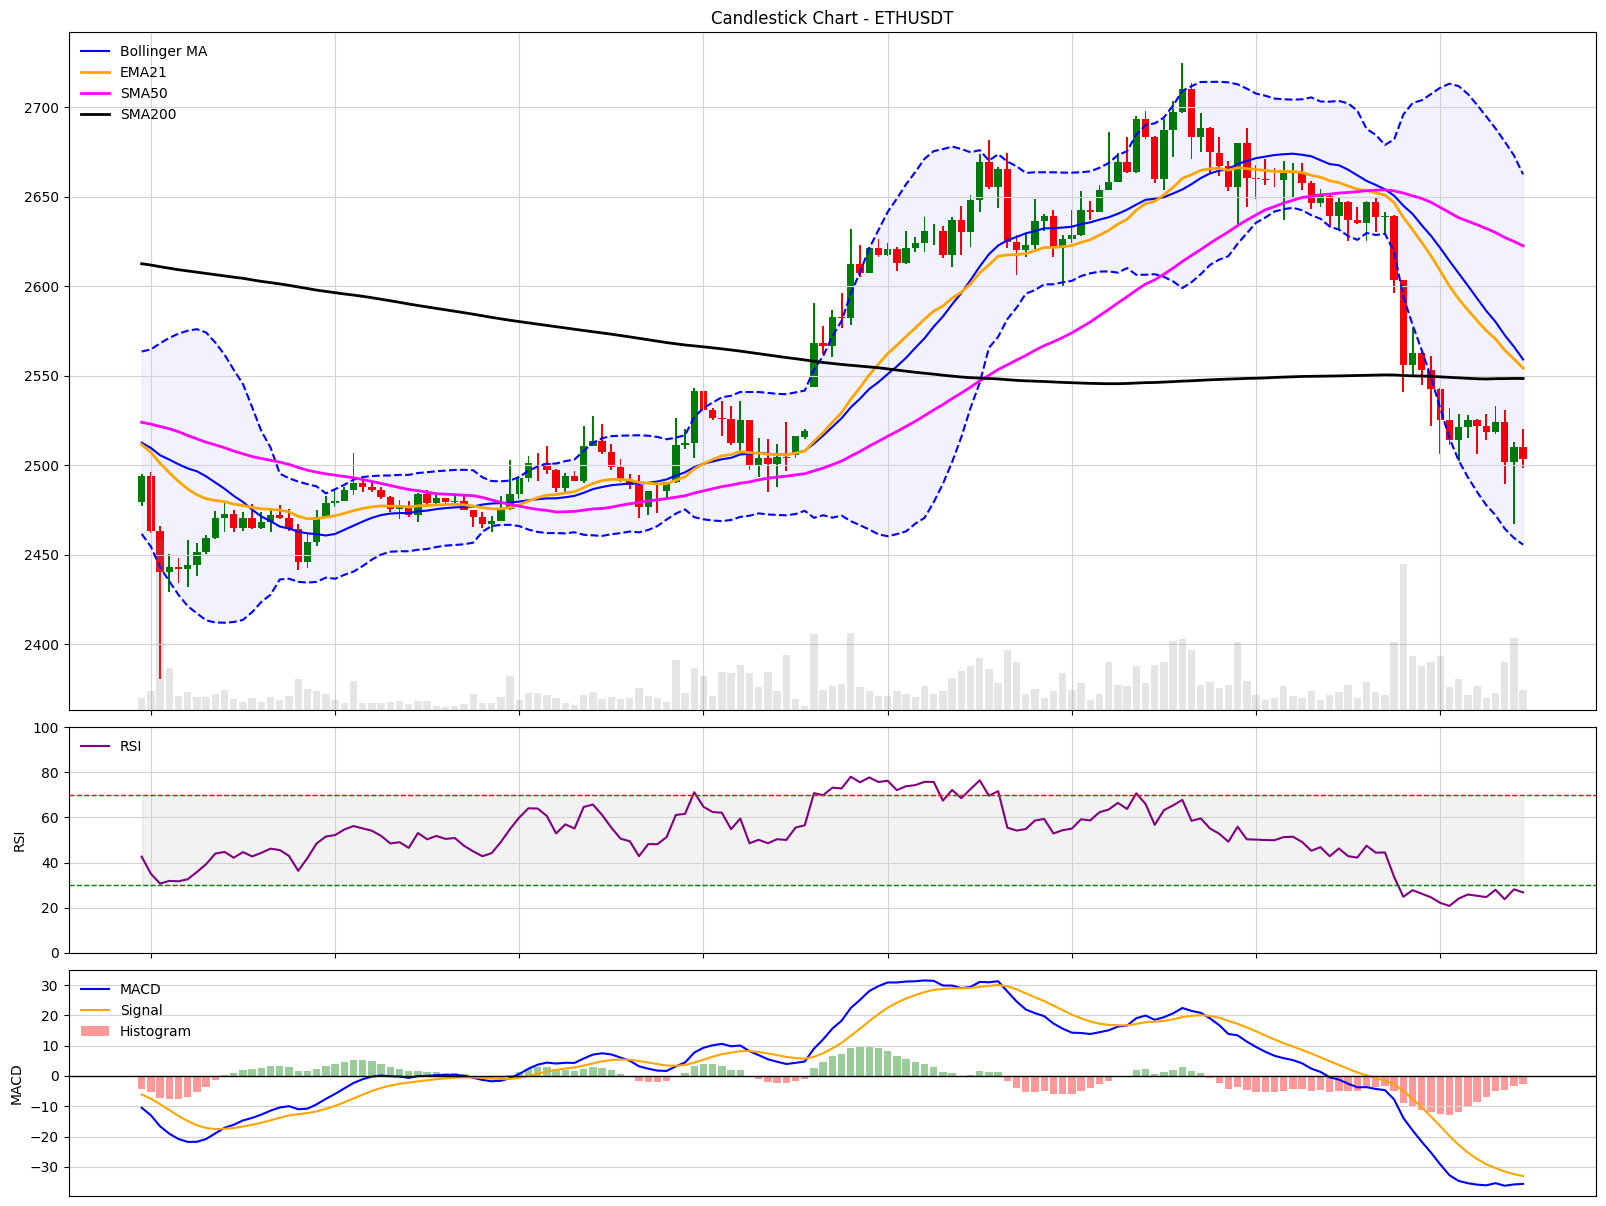 Candlestick Chart - ETHUSDT
Bollinger MA
EMA21
SMA50
SMA200
2700
2650
2600
2550
2500
2450
2400
RSI
100
80
60
40
20
0
RSI
MACD
Signal
Histogram
30
20
10
0
−10
−20
−30
MACD